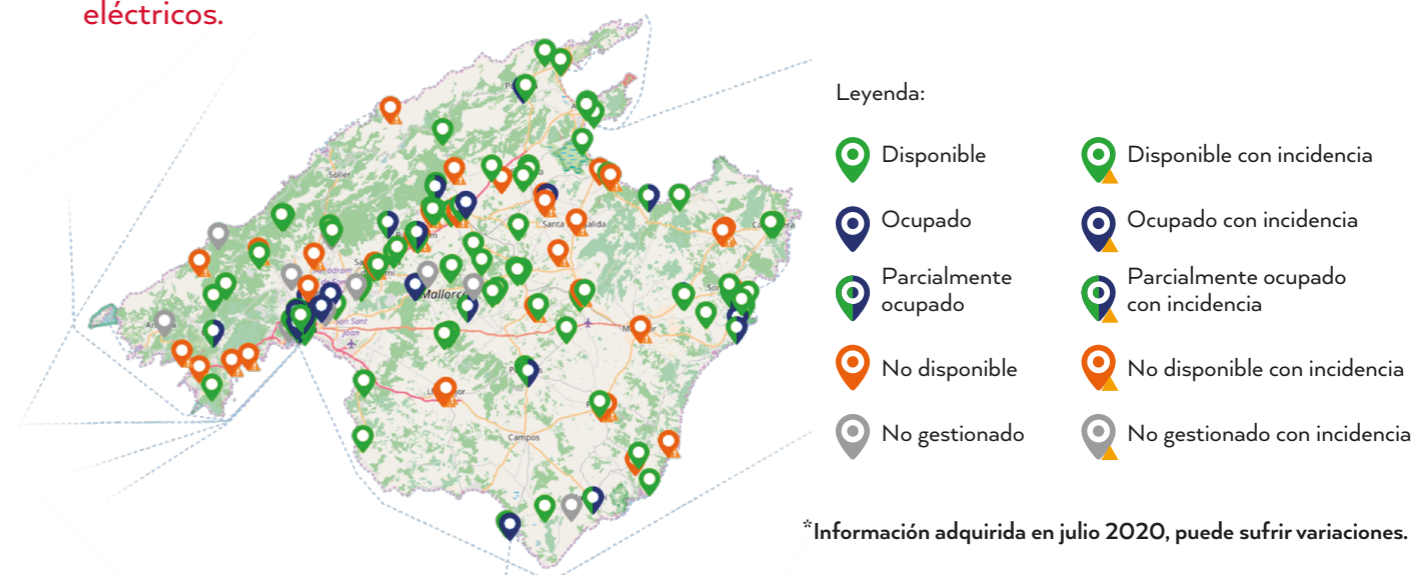 eléctricos.
Leyenda:
Disponible
Disponible con incidencia
Ocupado
Ocupado con incidencia
Parcialmente
ocupado
Parcialmente ocupado
con incidencia
No disponible
No disponible con incidencia
No gestionado
No gestionado con incidencia
*Información adquirida en julio 2020, puede sufrir variaciones.
Sóller
Mallorca
Campos